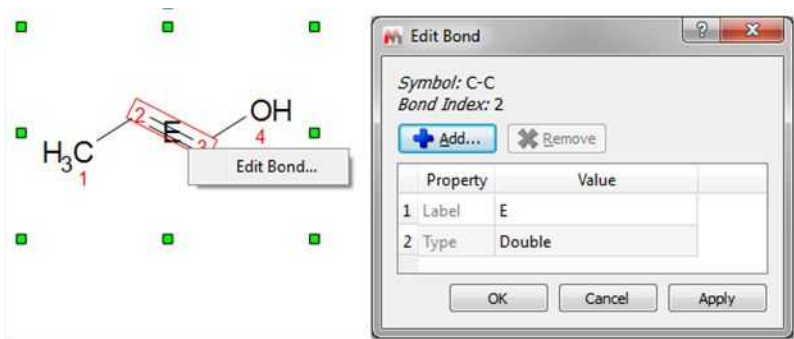 2
E
3
OH
4
H3C
1
Edit Bond...
Edit Bond
?
X
Symbol: C-C
Bond Index: 2
Add...
Remove
Property Value
1 Label E
2 Type Double
OK Cancel Apply